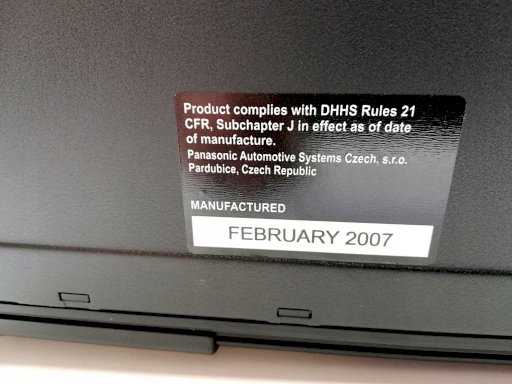 Product complies with DHHS Rules 21
CFR, Subchapter J in effect as of date
of manufacture.
Panasonic Automotive Systems Czech, s.r.o.
Pardubice, Czech Republic
MANUFACTURED
FEBRUARY 2007